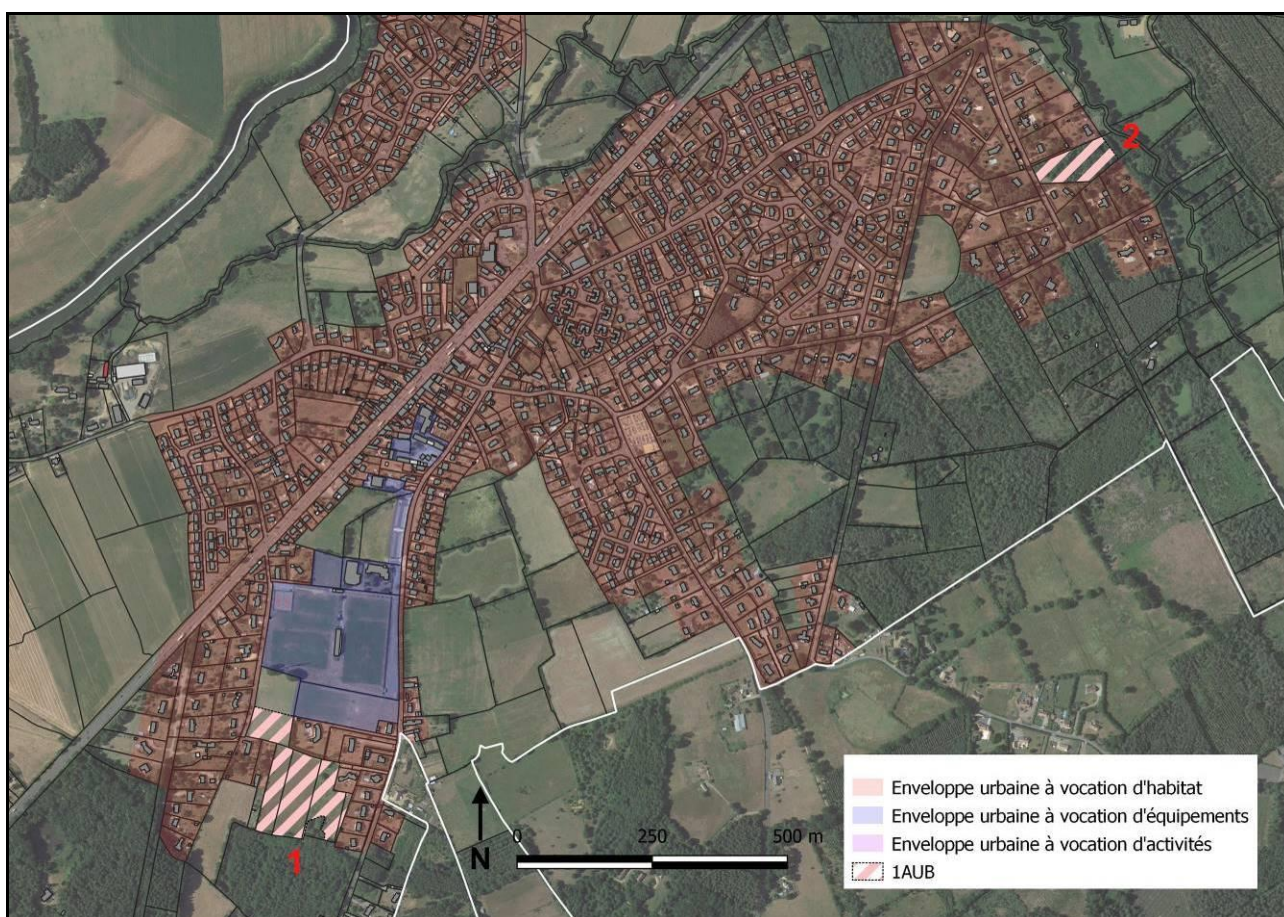 2
1
N
0 250 500 m
Enveloppe urbaine à vocation d'habitat
Enveloppe urbaine à vocation d'équipements
Enveloppe urbaine à vocation d'activités
1AUB